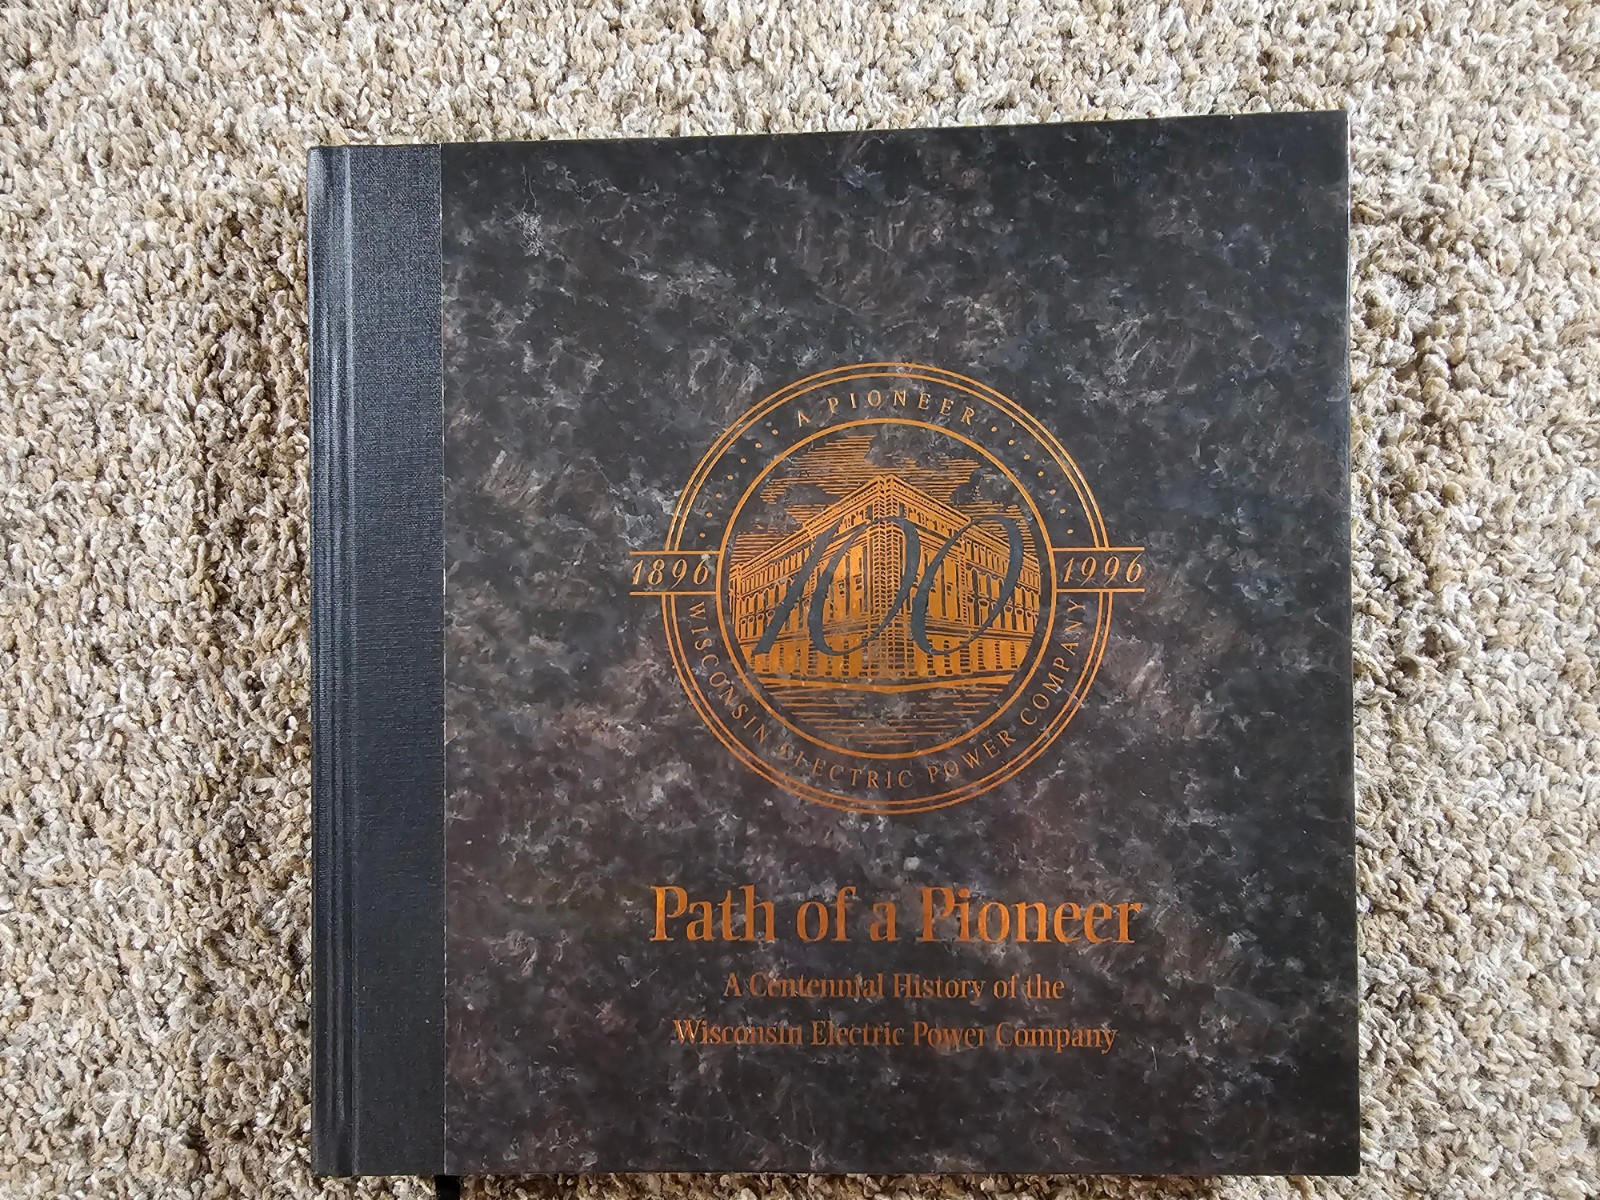 A PIONEER
100
1896
1996
WISCONSIN ELECTRIC POWER COMPANY
Path of a Pioneer
A Centennial History of the
Wisconsin Electric Power Company